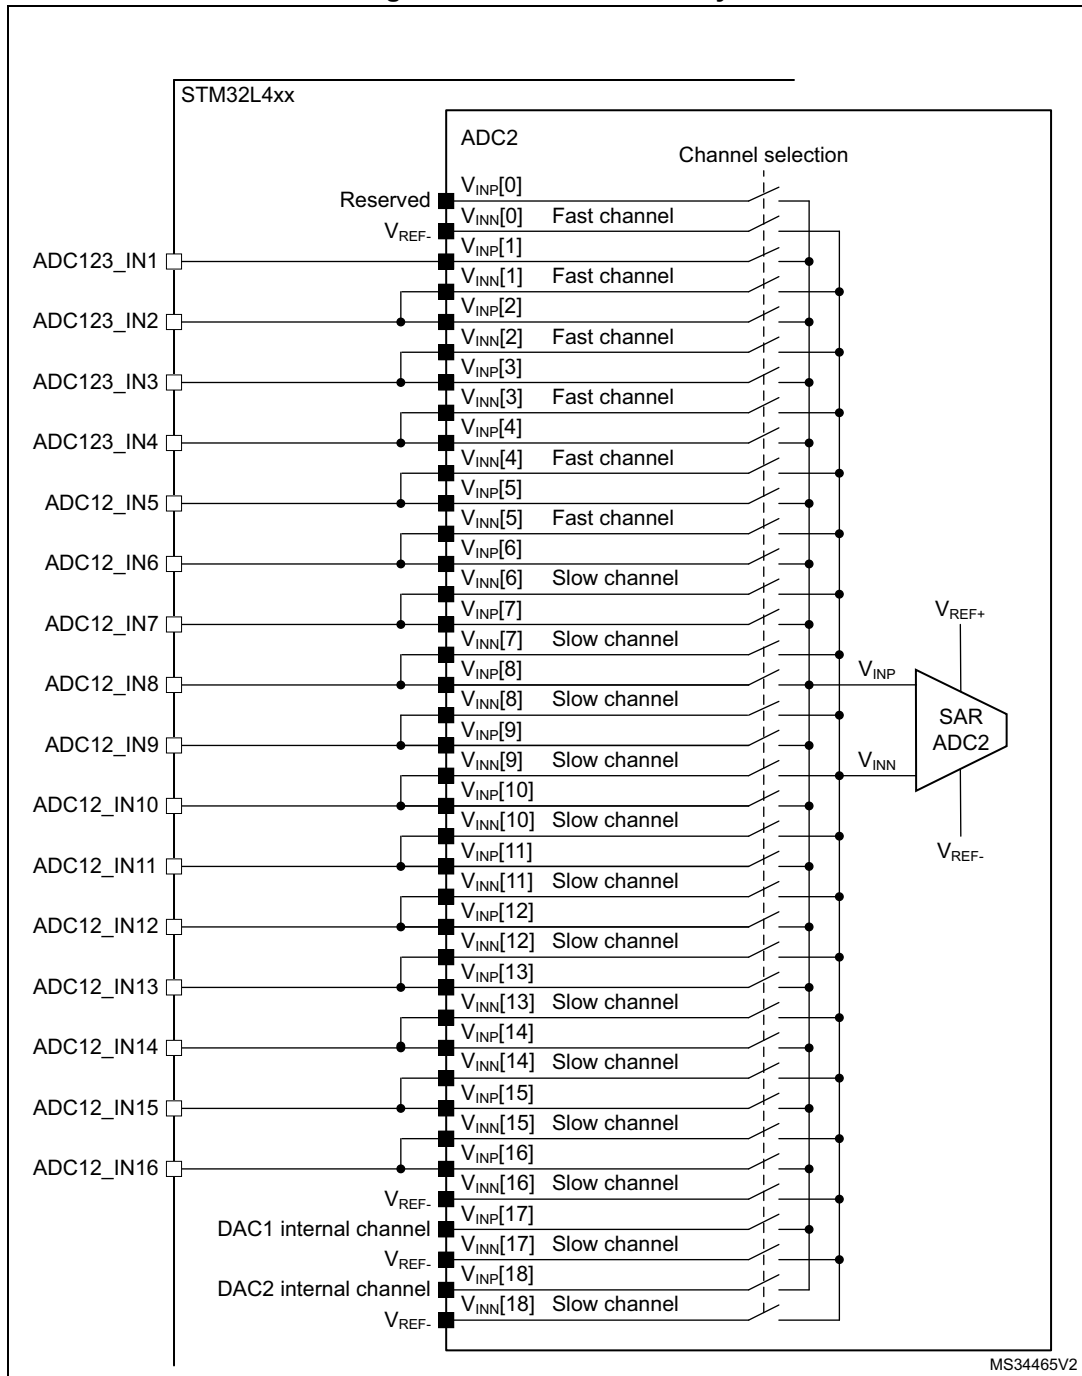 STM32L4xx
ADC2
Channel selection
Reserved VINP[0]
VREF- VINN[0] Fast channel
ADC123_IN1 VINP[1]
VINN[1] Fast channel
ADC123_IN2 VINP[2]
VINN[2] Fast channel
ADC123_IN3 VINP[3]
VINN[3] Fast channel
ADC123_IN4 VINP[4]
VINN[4] Fast channel
ADC12_IN5 VINP[5]
VINN[5] Fast channel
ADC12_IN6 VINP[6]
VINN[6] Slow channel
ADC12_IN7 VINP[7]
VINN[7] Slow channel
ADC12_IN8 VINP[8]
VINN[8] Slow channel
ADC12_IN9 VINP[9]
VINN[9] Slow channel
ADC12_IN10 VINP[10]
VINN[10] Slow channel
ADC12_IN11 VINP[11]
VINN[11] Slow channel
ADC12_IN12 VINP[12]
VINN[12] Slow channel
ADC12_IN13 VINP[13]
VINN[13] Slow channel
ADC12_IN14 VINP[14]
VINN[14] Slow channel
ADC12_IN15 VINP[15]
VINN[15] Slow channel
ADC12_IN16 VINP[16]
VREF- VINN[16] Slow channel
DAC1 internal channel VINP[17]
VREF- VINN[17] Slow channel
DAC2 internal channel VINP[18]
VREF- VINN[18] Slow channel
VREF+
VINP
SAR
ADC2
VINN
VREF-
MS34465V2